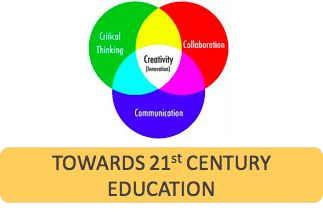 Critical
Thinking
Collaboration
Creativity
(Innovation)
Communication
TOWARDS 21st CENTURY
EDUCATION